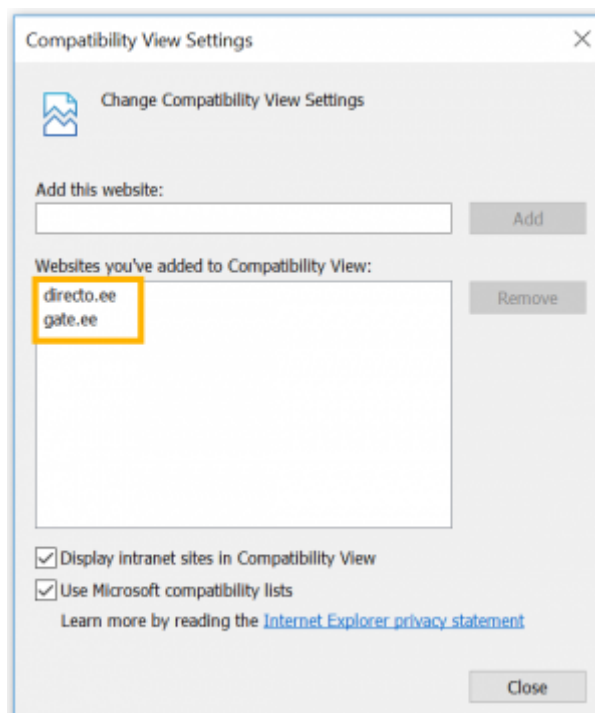 Compatibility View Settings
Change Compatibility View Settings
Add this website:
Add
Websites you've added to Compatibility View:
directo.ee
gate.ee
Remove
Display intranet sites in Compatibility View
Use Microsoft compatibility lists
Learn more by reading the Internet Explorer privacy statement
Close